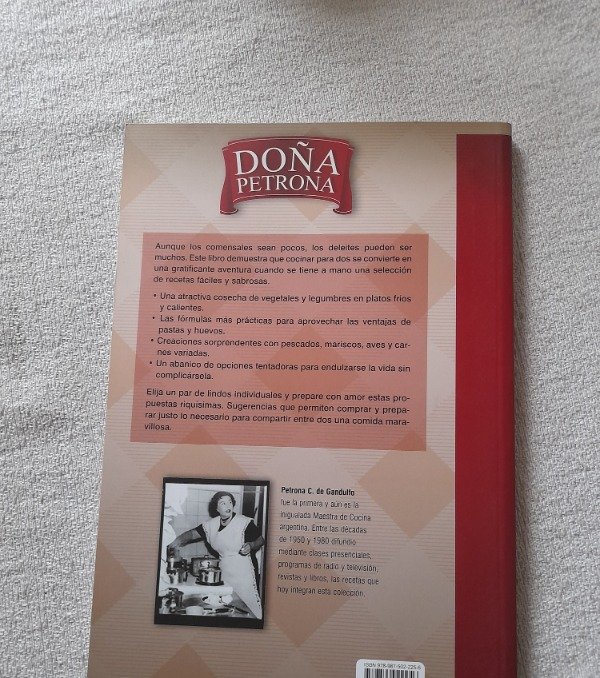 DOÑA
PETRONA
Aunque los comensales sean pocos, los deleites pueden ser
muchos. Este libro demuestra que cocinar para dos se convierte en
una gratificante aventura cuando se tiene a mano una selección
de recetas fáciles y sabrosas.
• Una atractiva cosecha de vegetales y legumbres en platos fríos
y calientes.
• Las fórmulas más prácticas para aprovechar las ventajas de
pastas y huevos.
• Creaciones sorprendentes con pescados, mariscos, aves y car-
nes variadas.
• Un abanico de opciones tentadoras para endulzarse la vida sin
complicársela.
Elija un par de lindos individuales y prepare con amor estas pro-
puestas riquísimas. Sugerencias que permiten comprar y prepa-
rar justo lo necesario para compartir entre dos una comida mara-
villosa.
Petrona C. de Gandulfo
fue la primera y aún es la
inigualada Maestra de Cocina
argentina. Entre las décadas
de 1950 y 1980 difundió
mediante clases presenciales,
programas de radio y televisión,
revistas y libros, las recetas que
hoy integran esta colección.
ISBN 978-987-502-225-6